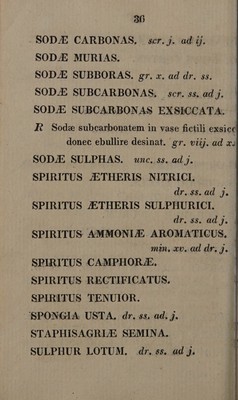 36
SODÆ CARBONAS. scr. j. ad ij.
SODÆ MURIAS.
SODÆ SUBBORAS. gr. x. ad dr. ss.
SODÆ SUBCARBONAS. scr. ss. ad j.
SODÆ SUBCARBONAS EXSICCATA.
R Sodæ subcarbonatem in vase fictili exsicc
donec ebullire desinat. gr. viij. ad x.
SODÆ SULPHAS. unc. ss. ad j.
SPIRITUS ÆTHERIS NITRICI.
dr. ss. ad j.
SPIRITUS ÆTHERIS SULPHURICI.
dr. ss. ad j.
SPIRITUS AMMONIÆ AROMATICUS.
min. xv. ad dr. j.
SPIRITUS CAMPHORÆ.
SPIRITUS RECTIFICATUS.
SPIRITUS TENUIOR.
SPONGIA USTA. dr. ss. ad. j.
STAPHISAGRIÆ SEMINA.
SULPHUR LOTUM. dr. ss. ad j.